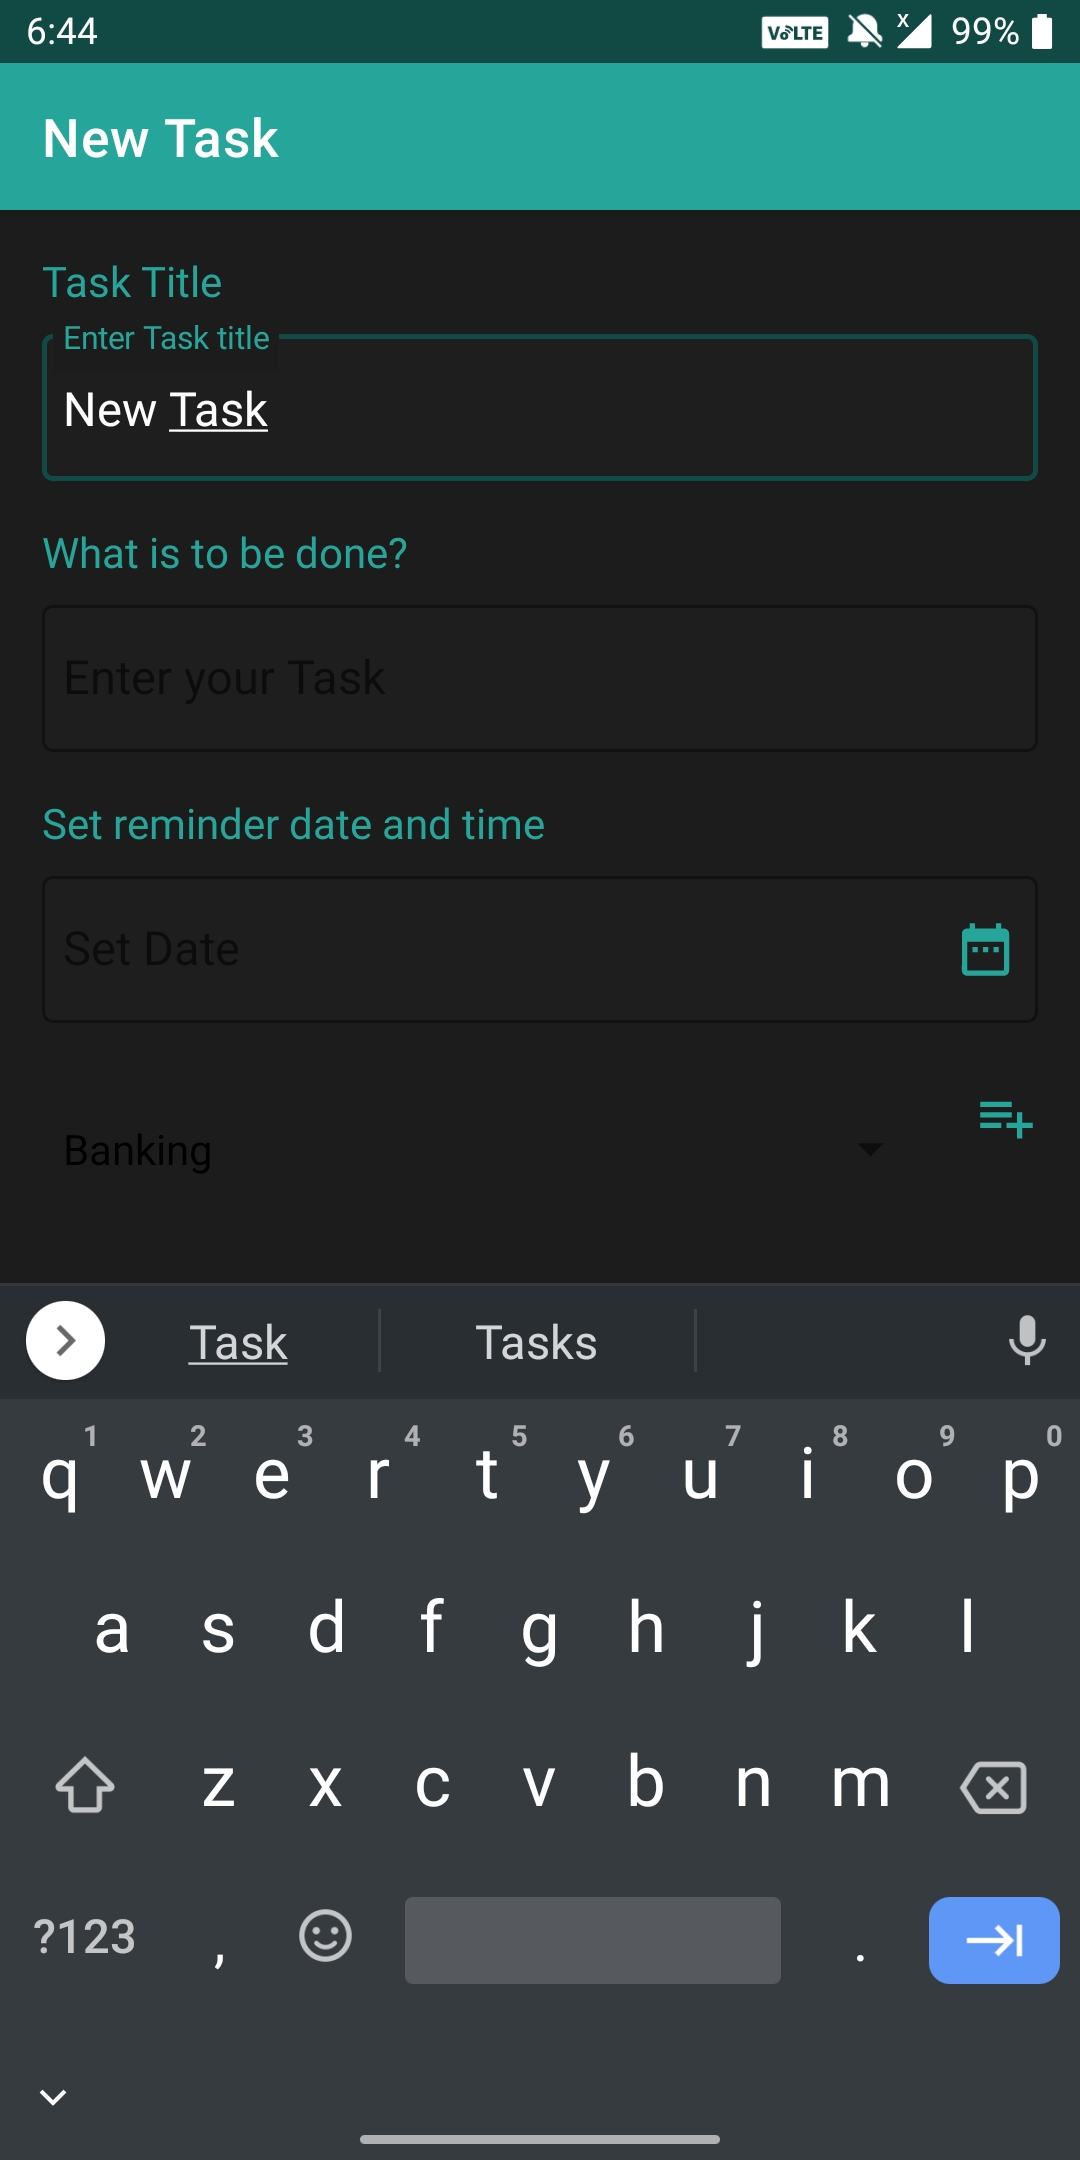 6:44 VoLTE x 99%
New Task
Task Title
Enter Task title
New Task
What is to be done?
Enter your Task
Set reminder date and time
Set Date
Banking
Task Tasks
1 2 3 4 5 6 7 8 9 0
q w e r t y u i o p
a s d f g h j k l
z x c v b n m
?123 , .